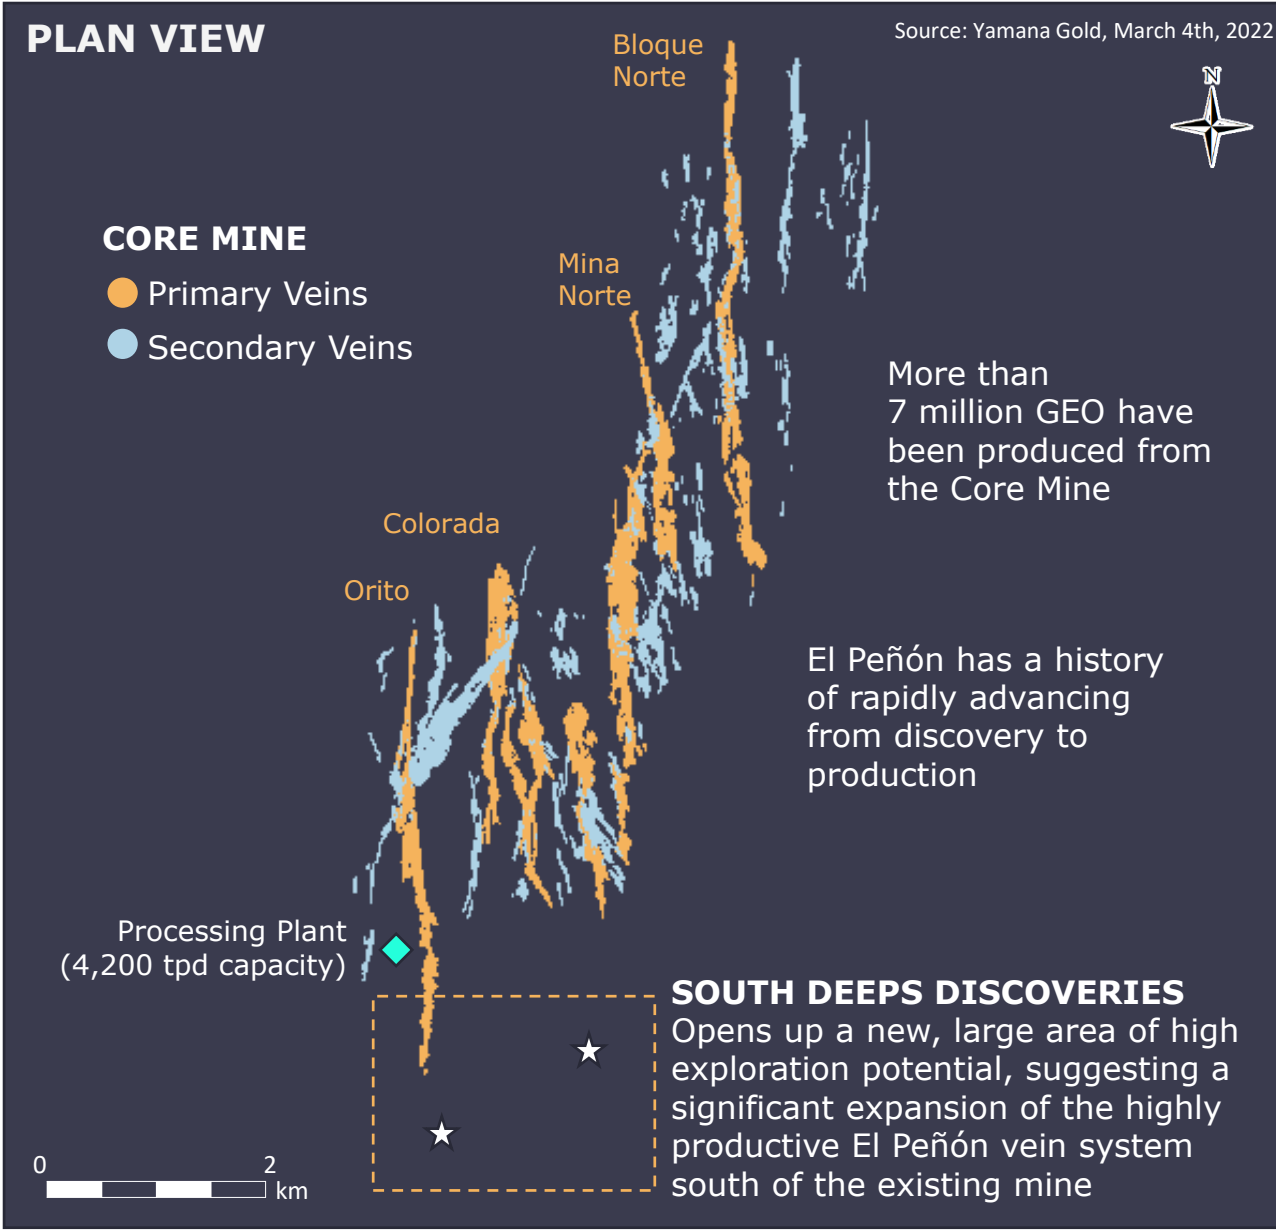 PLAN VIEW
Source: Yamana Gold, March 4th, 2022
N
Bloque
Norte
CORE MINE
Primary Veins
Secondary Veins
Mina
Norte
More than
7 million GEO have
been produced from
the Core Mine
Colorada
Orito
El Peñón has a history
of rapidly advancing
from discovery to
production
Processing Plant
(4,200 tpd capacity)
SOUTH DEEPS DISCOVERIES
Opens up a new, large area of high
exploration potential, suggesting a
significant expansion of the highly
productive El Peñón vein system
south of the existing mine
0 2
km